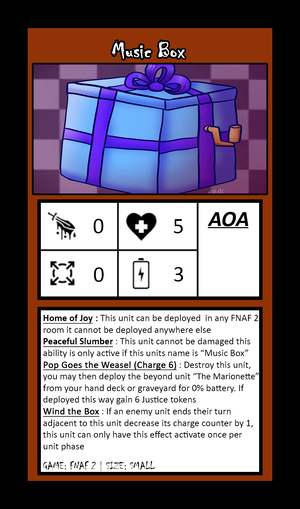 Music Box
0
5
AOA
0
3
Home of Joy : This unit can be deployed in any FNAF 2
room it cannot be deployed anywhere else
Peaceful Slumber : This unit cannot be damaged this
ability is only active if this units name is “Music Box”
Pop Goes the Weasel (Charge 6) : Destroy this unit,
you may then deploy the beyond unit “The Marionette”
from your hand deck or graveyard for 0% battery. If
deployed this way gain 6 Justice tokens
Wind the Box : If an enemy unit ends their turn
adjacent to this unit decrease its charge counter by 1,
this unit can only have this effect activate once per
unit phase
GAME: FNAF 2 | SIZE: SMALL